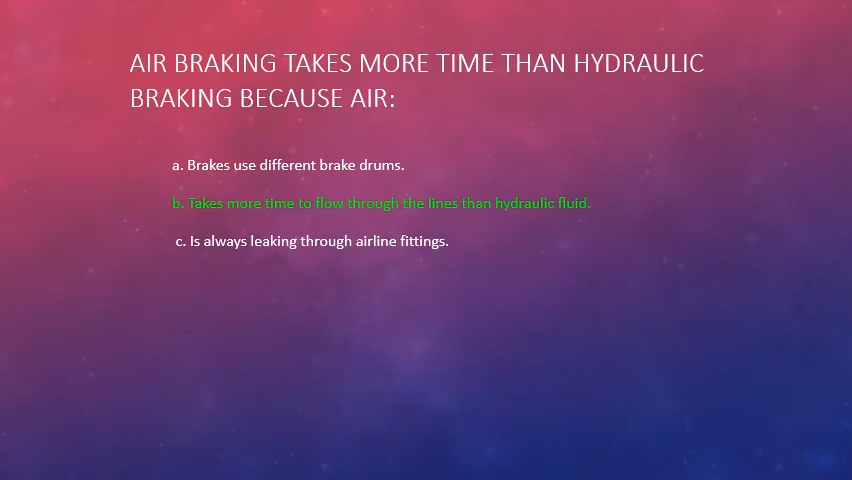 AIR BRAKING TAKES MORE TIME THAN HYDRAULIC
BRAKING BECAUSE AIR:
a. Brakes use different brake drums.
b. Takes more time to flow through the lines than hydraulic fluid.
c. Is always leaking through airline fittings.